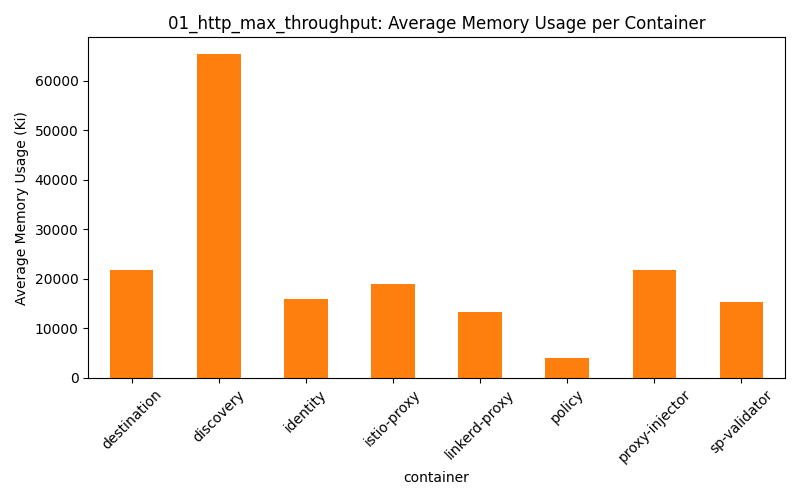 01_http_max_throughput: Average Memory Usage per Container
Average Memory Usage (Ki)
60000
50000
40000
30000
20000
10000
0
destination
discovery
identity
istio-proxy
linkerd-proxy
policy
proxy-injector
sp-validator
container